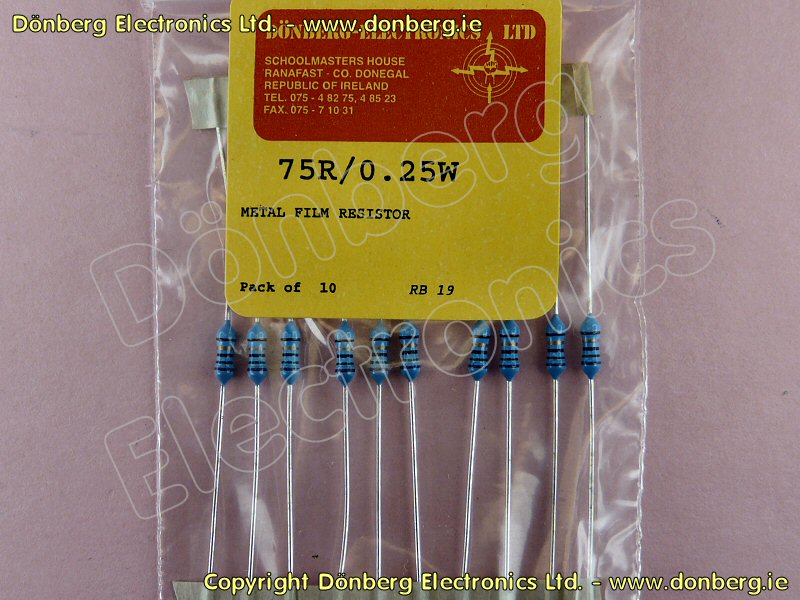 Dönberg Electronics Ltd. - www.donberg.ie
DÖNBERG-ELECTRONICS LTD
SCHOOLMASTERS HOUSE
RANAFAST - CO. DONEGAL
REPUBLIC OF IRELAND
TEL. 075 - 4 82 75, 4 85 23
FAX. 075 - 7 10 31
75R/0.25W
METAL FILM RESISTOR
Pack of 10 RB 19
Dönberg
Electronics
Copyright Dönberg Electronics Ltd. - www.donberg.ie